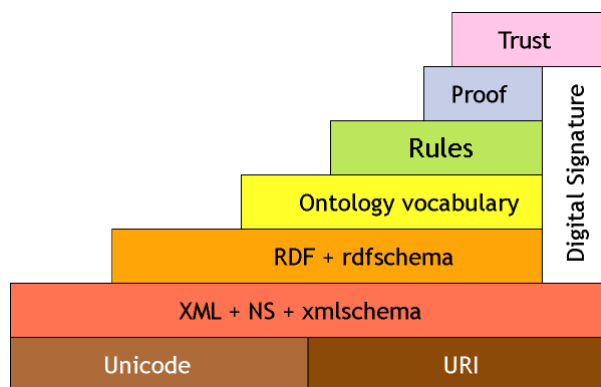 Trust
Proof
Rules
Ontology vocabulary
RDF + rdfschema
Digital Signature
XML + NS + xmlschema
Unicode
URI